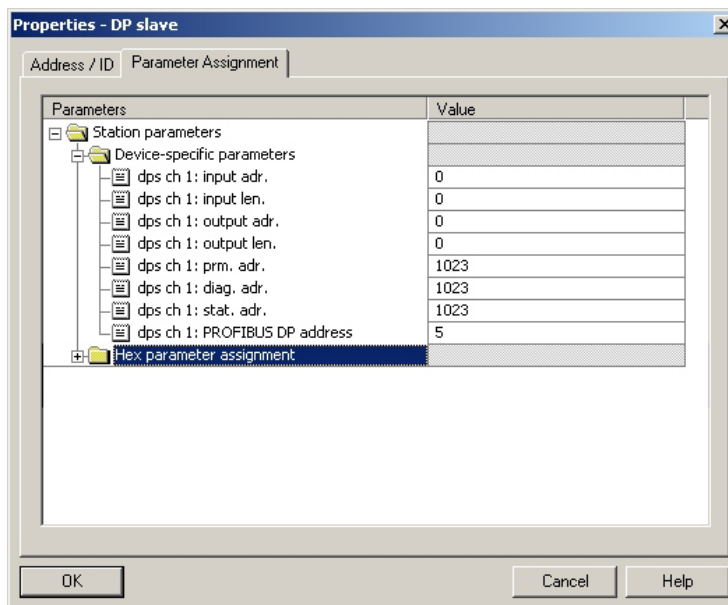 Properties - DP slave
Address / ID Parameter Assignment
Parameters Value
Station parameters
Device-specific parameters
dps ch 1: input adr. 0
dps ch 1: input len. 0
dps ch 1: output adr. 0
dps ch 1: output len. 0
dps ch 1: prm. adr. 1023
dps ch 1: diag. adr. 1023
dps ch 1: stat. adr. 1023
dps ch 1: PROFIBUS DP address 5
Hex parameter assignment
OK Cancel Help